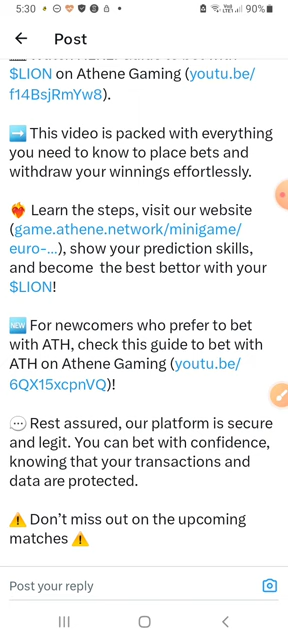 5:30
90%
Post
$LION on Athene Gaming (youtu.be/
f14BsjRmYw8).
This video is packed with everything
you need to know to place bets and
withdraw your winnings effortlessly.
Learn the steps, visit our website
(game.athene.network/minigame/
euro-...), show your prediction skills,
and become the best bettor with your
$LION!
NEW For newcomers who prefer to bet
with ATH, check this guide to bet with
ATH on Athene Gaming (youtu.be/
6QX15xcpnVQ)!
Rest assured, our platform is secure
and legit. You can bet with confidence,
knowing that your transactions and
data are protected.
Don’t miss out on the upcoming
matches
Post your reply